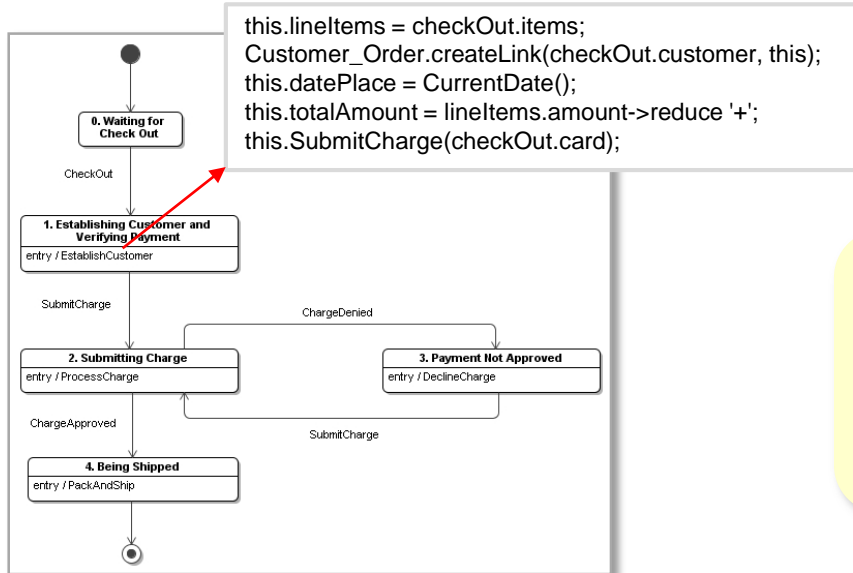 this.lineItems = checkOut.items;
Customer_Order.createLink(checkOut.customer, this);
this.datePlace = CurrentDate();
this.totalAmount = lineItems.amount->reduce '+';
this.SubmitCharge(checkOut.card);
0. Waiting for
Check Out
CheckOut
1. Establishing Customer and
Verifying Payment
entry / EstablishCustomer
SubmitCharge
ChargeDenied
2. Submitting Charge
entry / ProcessCharge
3. Payment Not Approved
entry / DeclineCharge
ChargeApproved
SubmitCharge
4. Being Shipped
entry / PackAndShip